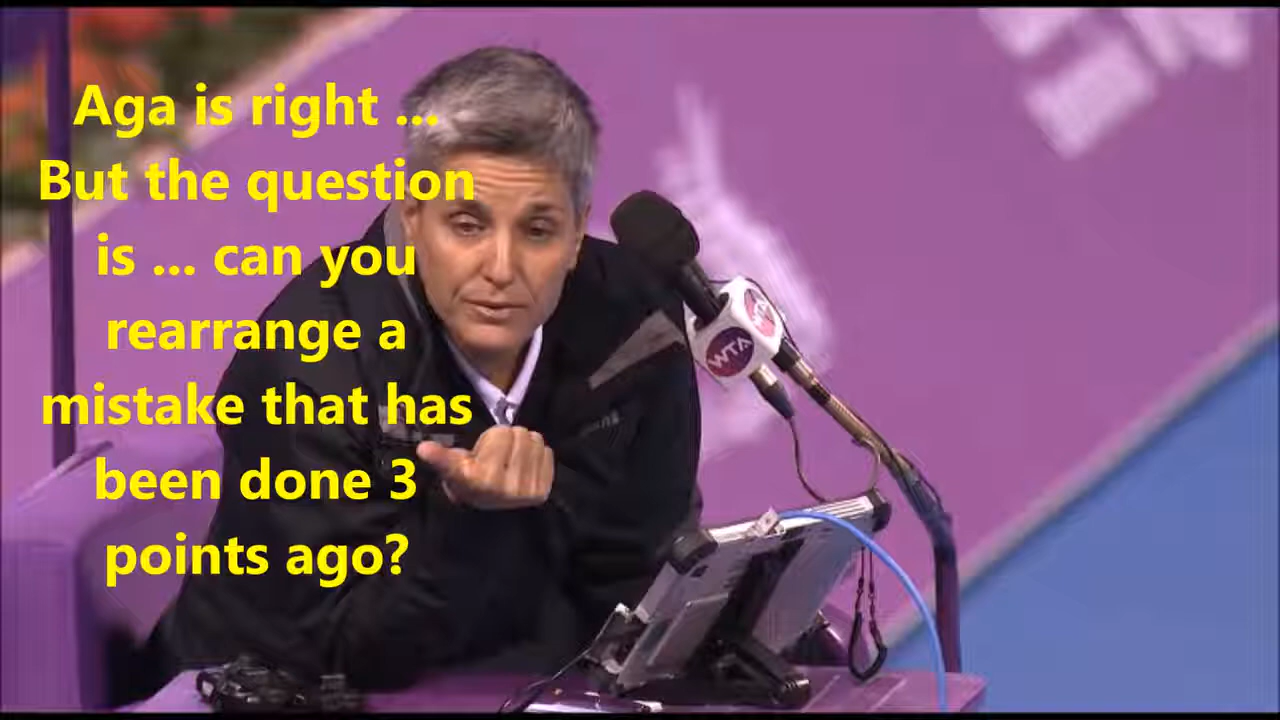 Aga is right ...
But the question
is ... can you
rearrange a
mistake that has
been done 3
points ago?
WTA